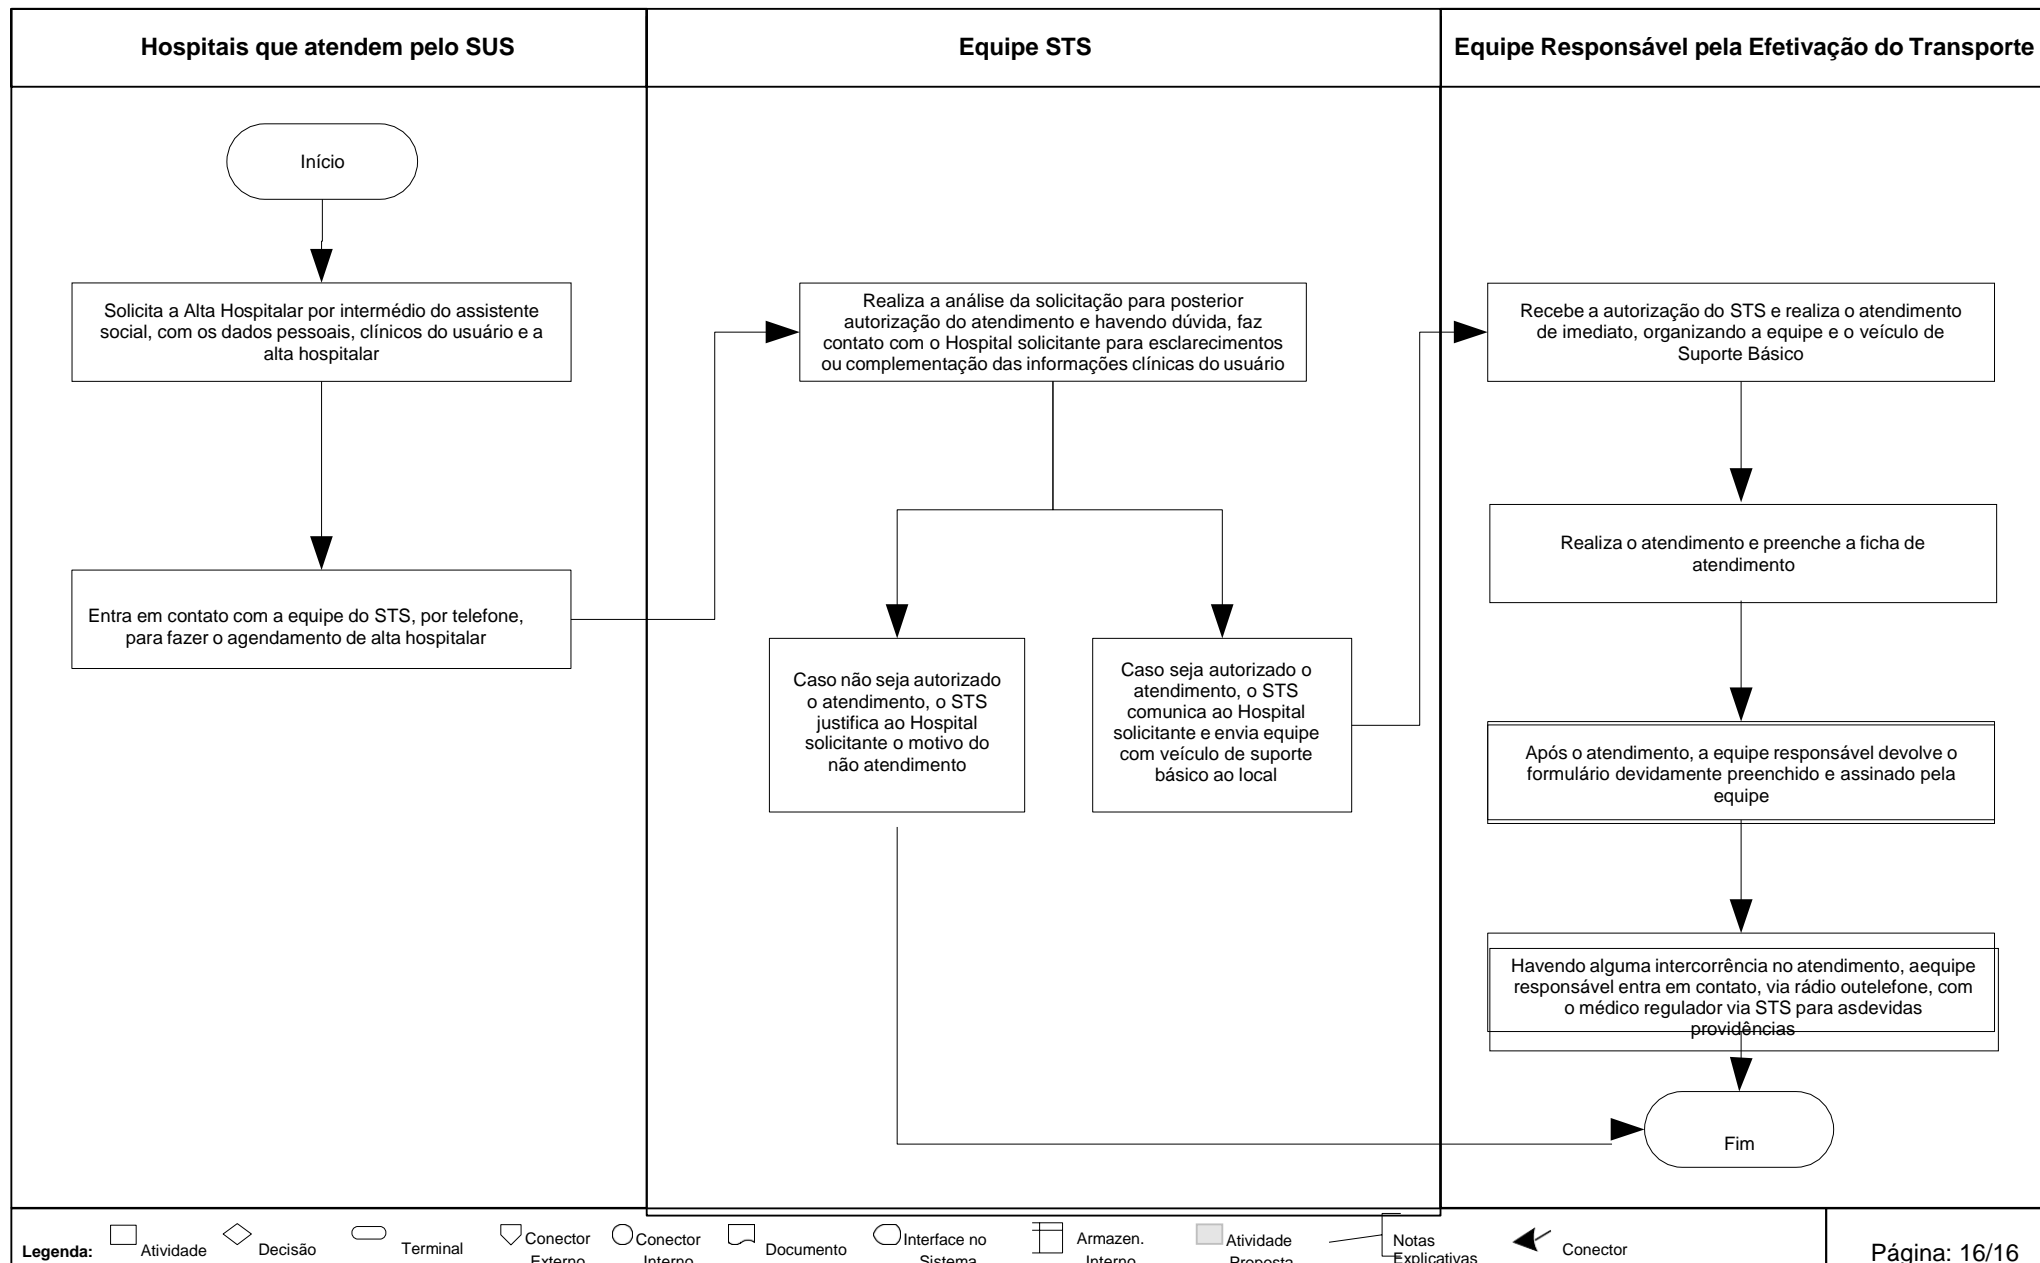 Hospitais que atendem pelo SUS
Equipe STS
Equipe Responsável pela Efetivação do Transporte
Início
Solicita a Alta Hospitalar por intermédio do assistente
social, com os dados pessoais, clínicos do usuário e a
alta hospitalar
Entra em contato com a equipe do STS, por telefone,
para fazer o agendamento de alta hospitalar
Realiza a análise da solicitação para posterior
autorização do atendimento e havendo dúvida, faz
contato com o Hospital solicitante para esclarecimentos
ou complementação das informações clínicas do usuário
Caso não seja autorizado
o atendimento, o STS
justifica ao Hospital
solicitante o motivo do
não atendimento
Caso seja autorizado o
atendimento, o STS
comunica ao Hospital
solicitante e envia equipe
com veículo de suporte
básico ao local
Recebe a autorização do STS e realiza o atendimento
de imediato, organizando a equipe e o veículo de
Suporte Básico
Realiza o atendimento e preenche a ficha de
atendimento
Após o atendimento, a equipe responsável devolve o
formulário devidamente preenchido e assinado pela
equipe
Havendo alguma intercorrência no atendimento, aequipe
responsável entra em contato, via rádio outelefone, com
o médico regulador via STS para asdevidas
providências
Fim
Legenda:
Atividade
Decisão
Terminal
Conector
Externo
Conector
Interno
Documento
Interface no
Sistema
Armazen.
Interno
Atividade
Proposta
Notas
Explicativas
Conector
Página: 16/16